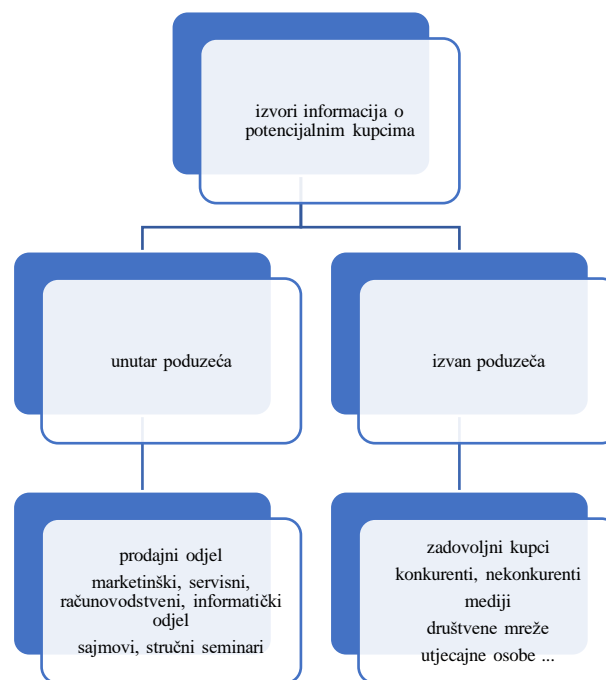 izvori informacija o
potencijalnim kupcima
unutar poduzeća
izvan poduzeča
prodajni odjel
marketinški, servisni,
računovodstveni, informatički
odjel
sajmovi, stručni seminari
zadovoljni kupci
konkurenti, nekonkurenti
mediji
društvene mreže
utjecajne osobe ...